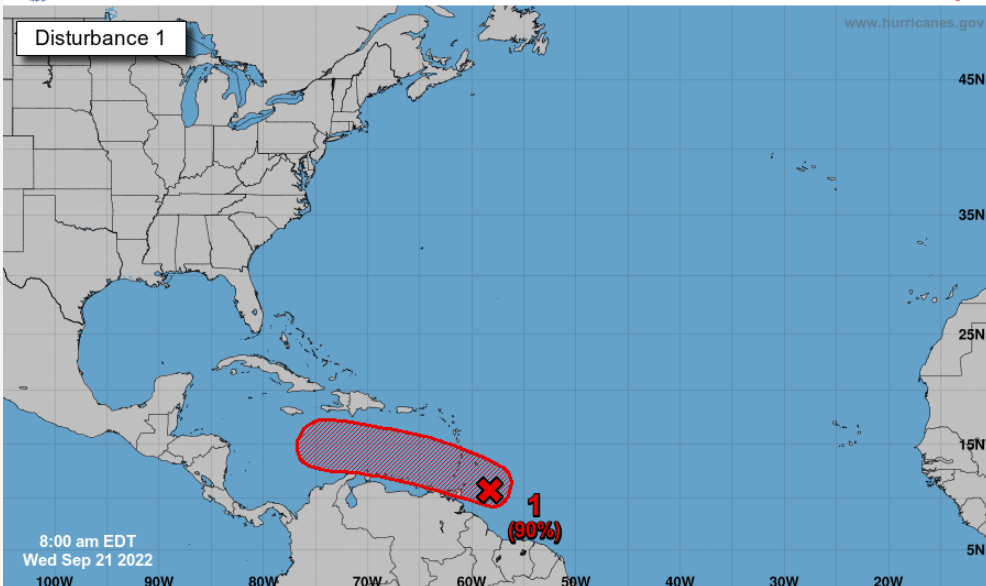 Disturbance 1
www.hurricanes.gov
45N
35N
25N
15N
1
(90%)
8:00 am EDT
Wed Sep 21 2022
5N
100W 90W 80W 70W 60W 50W 40W 30W 20W